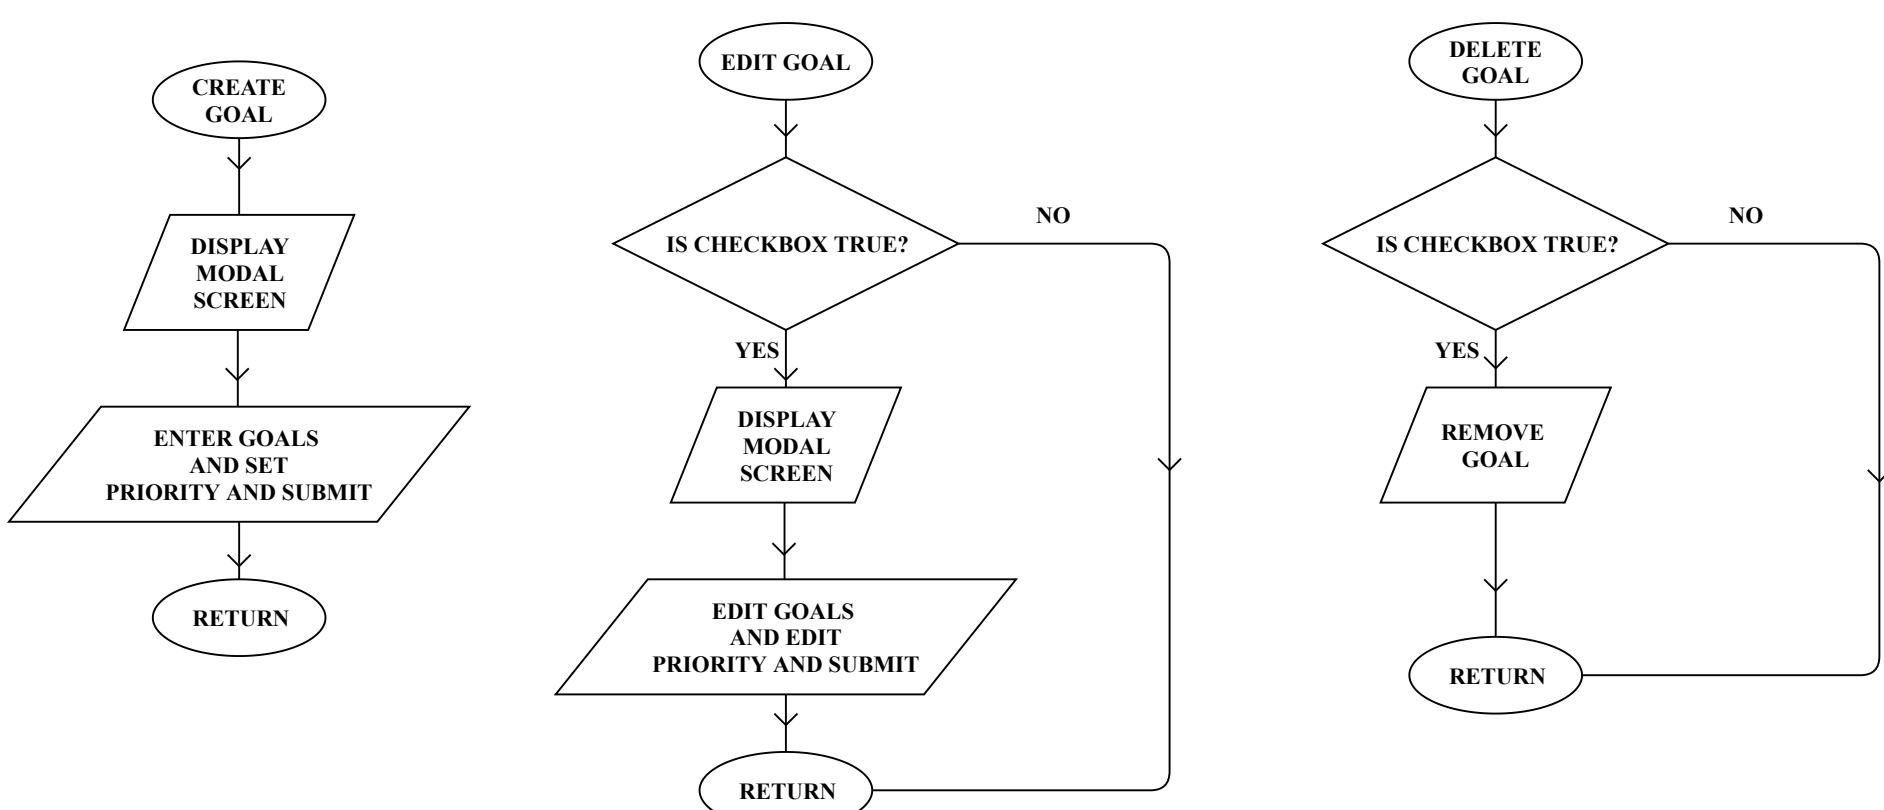 CREATE
GOAL
DISPLAY
MODAL
SCREEN
ENTER GOALS
AND SET
PRIORITY AND SUBMIT
RETURN
EDIT GOAL
IS CHECKBOX TRUE?
NO
YES
DISPLAY
MODAL
SCREEN
EDIT GOALS
AND EDIT
PRIORITY AND SUBMIT
RETURN
DELETE
GOAL
IS CHECKBOX TRUE?
NO
YES
REMOVE
GOAL
RETURN